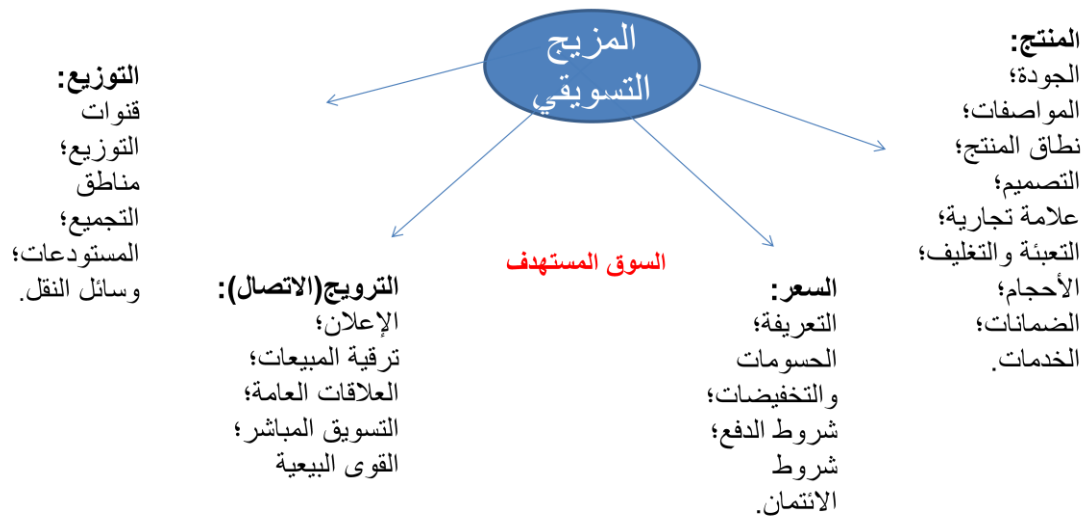 المزيج
التسويقي
المنتج:
الجودة؛
المواصفات؛
نطاق المنتج؛
التصميم؛
علامة تجارية؛
التعبئة والتغليف؛
الأحجام؛
الضمانات؛
الخدمات.
السعر:
التعريفة؛
الحسومات
والتخفيضات؛
شروط الدفع؛
شروط
الائتمان.
السوق المستهدف
الترويج(الاتصال):
الإعلان؛
ترقية المبيعات؛
العلاقات العامة؛
التسويق المباشر؛
القوى البيعية
التوزيع:
قنوات
التوزيع؛
مناطق
التجميع؛
المستودعات؛
وسائل النقل.